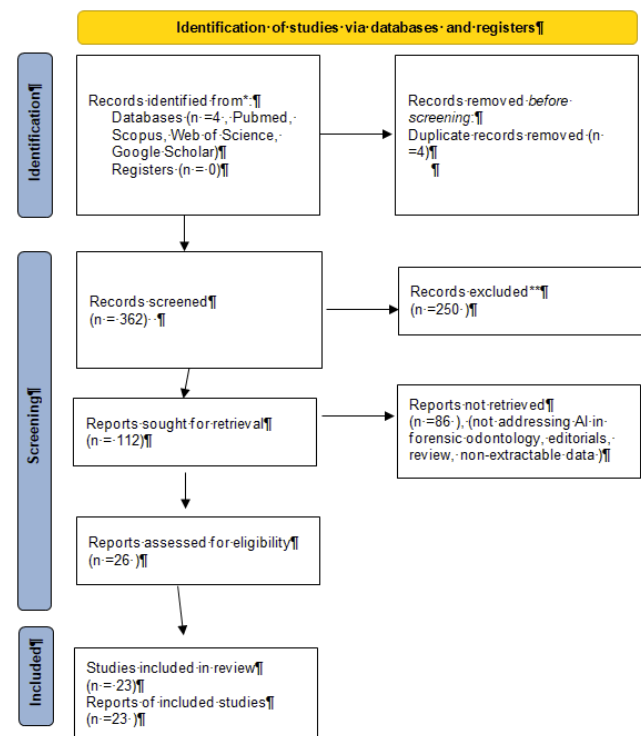 Identification·of·studies·via·databases·and·registers¶
Identification¶
Records·identified·from*:¶
Databases·(n·=4·,·Pubmed,·
Scopus,·Web·of·Science,·
Google·Scholar)¶
Registers·(n·=·0)¶
Records·removed·before·
screening:¶
Duplicate·records·removed·(n·
=4)¶
¶
Screening¶
Records·screened¶
(n·=·362)··¶
Records·excluded**¶
(n·=250·)¶
Reports·sought·for·retrieval¶
(n·=·112)¶
Reports·not·retrieved¶
(n·=86·),·(not·addressing·AI·in·
forensic·odontology,·editorials,·
review,·non-extractable·data·)¶
Reports·assessed·for·eligibility¶
(n·=26·)¶
Included¶
Studies·included·in·review¶
(n·=·23)¶
Reports·of·included·studies¶
(n·=23·)¶